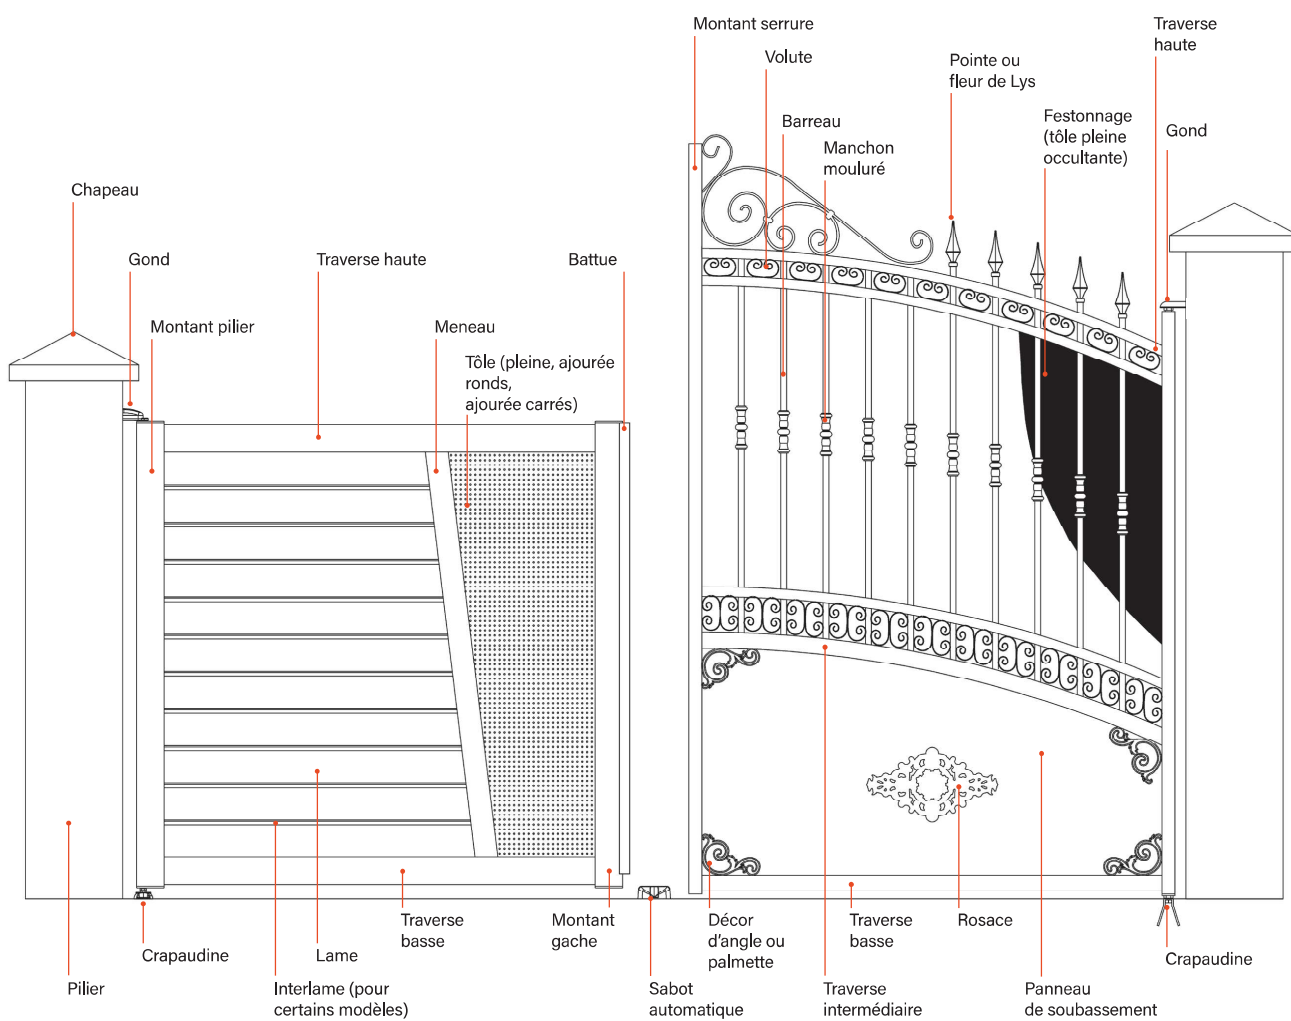 Montant serrure
Volute
Pointe ou
fleur de Lys
Traverse
haute
Barreau
Manchon
mouluré
Festonnage
(tôle pleine
occultante)
Gond
Chapeau
Gond
Traverse haute
Battue
Montant pilier
Meneau
Tôle (pleine, ajourée
ronds,
ajourée carrés)
Traverse
basse
Montant
gache
Décor
d'angle ou
palmette
Traverse
basse
Rosace
Crapaudine
Lame
Crapaudine
Pilier
Interlame (pour
certains modèles)
Sabot
automatique
Traverse
intermédiaire
Panneau
de soubassement